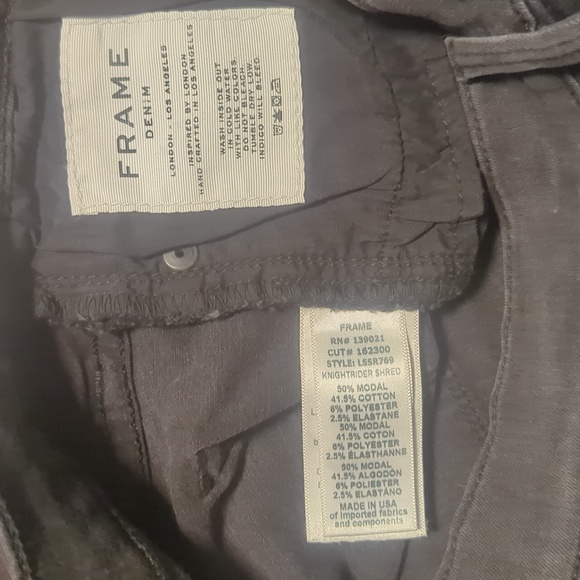 FRAME
DENIM
LONDON - LOS ANGELES
INSPIRED BY LONDON
HAND CRAFTED IN LOS ANGELES
WASH INSIDE OUT
IN COLD WATER
WITH LIKE COLORS.
DO NOT BLEACH.
TUMBLE DRY LOW.
INDIGO WILL BLEED
FRAME
RN# 139021
CUT# 162300
STYLE: LSSR769
KNIGHTRIDER SHRED
50% MODAL
41.5% COTTON
6% POLYESTER
2.5% ELASTANE
50% MODAL
41.5% COTON
6% POLYESTER
2.5% ÉLASTHANNE
50% MODAL
41.5% ALGODÓN
6% POLIESTER
2.5% ELASTÁNO
MADE IN USA
of imported fabrics
and components